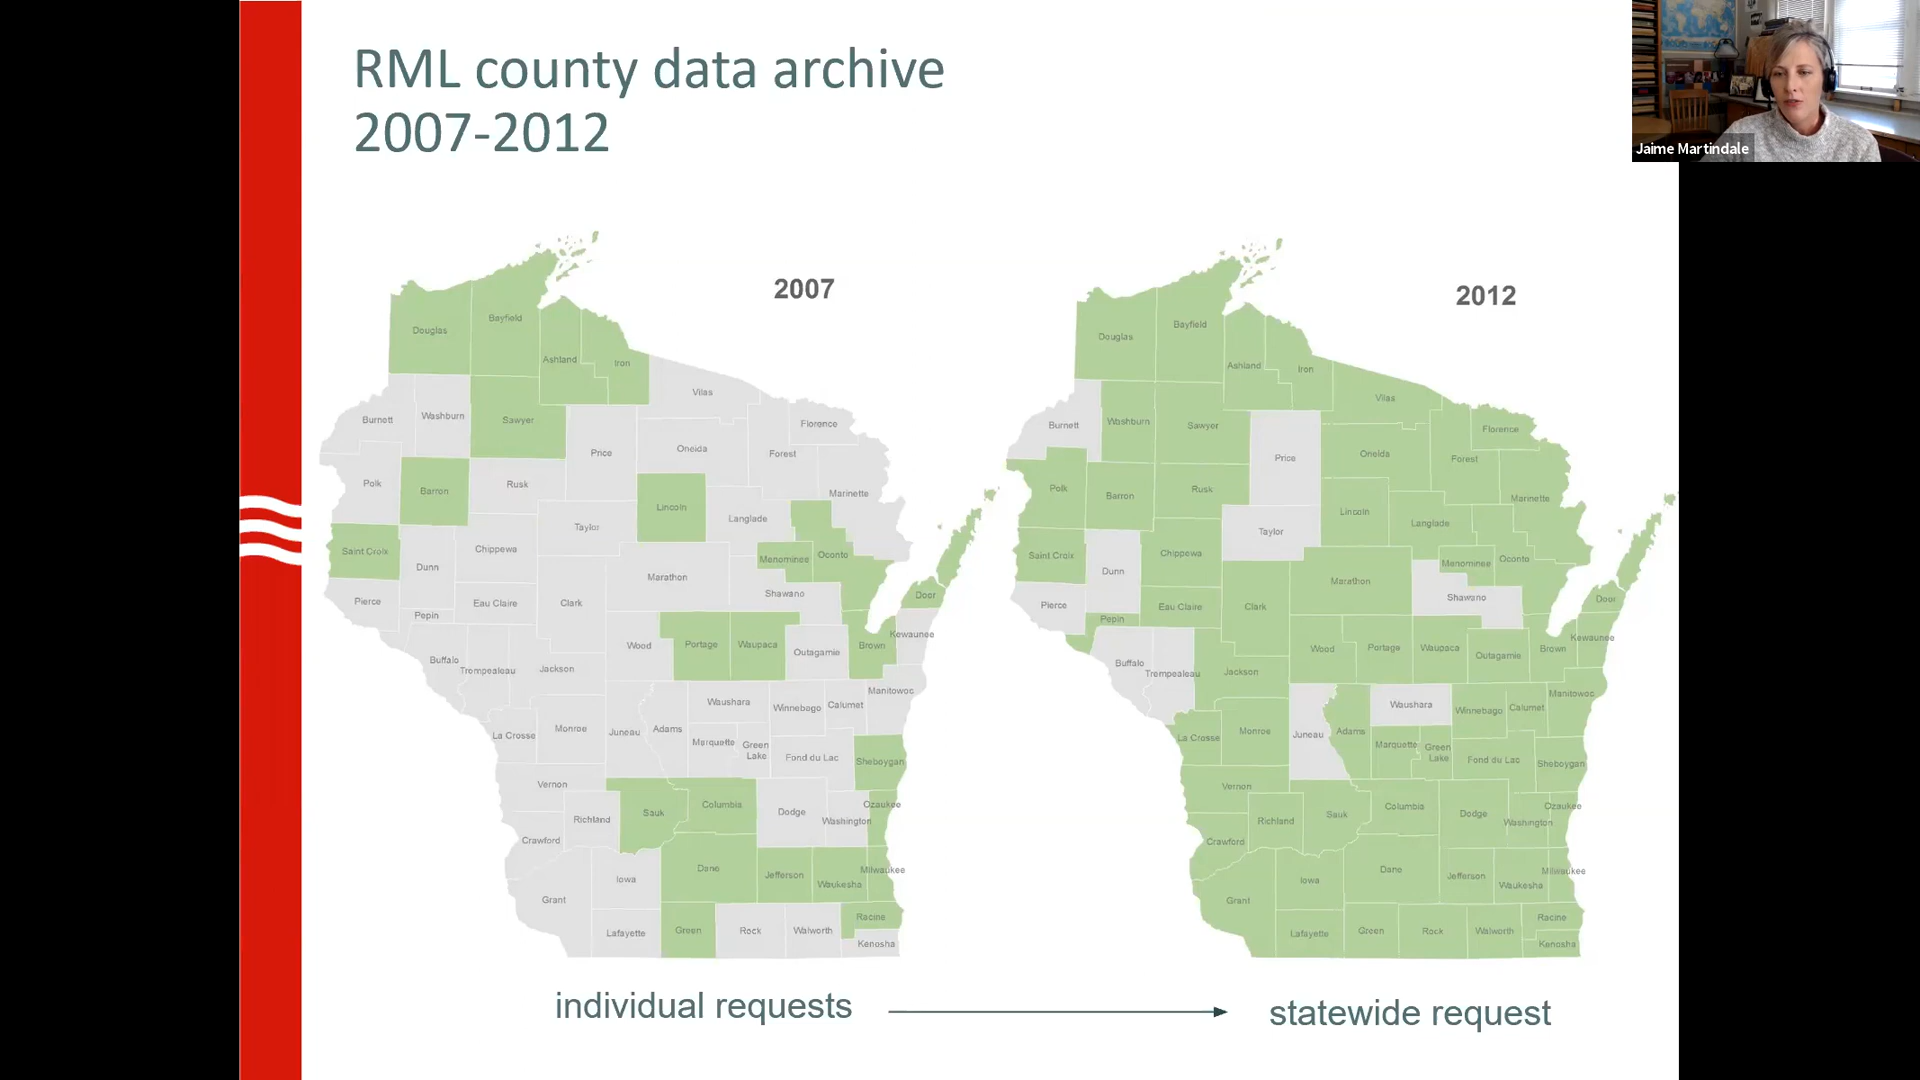 RML county data archive
2007-2012
Jaime Martindale
2007
Douglas
Bayfield
Ashland
Iron
Vilas
Burnett
Washburn
Sawyer
Florence
Price
Oneida
Forest
Polk
Barron
Rusk
Lincoln
Marinette
Taylor
Langlade
Saint Croix
Chippewa
Menominee
Oconto
Dunn
Marathon
Shawano
Door
Pierce
Eau Claire
Clark
Pepin
Wood
Portage
Waupaca
Outagamie
Brown
Kewaunee
Buffalo
Trempealeau
Jackson
Manitowoc
Waushara
Winnebago
Calumet
La Crosse
Monroe
Juneau
Adams
Marquette
Green
Lake
Fond du Lac
Sheboygan
Vernon
Richland
Sauk
Columbia
Dodge
Ozaukee
Washington
Crawford
Iowa
Dane
Jefferson
Waukesha
Milwaukee
Grant
Lafayette
Green
Rock
Walworth
Racine
Kenosha
2012
Douglas
Bayfield
Ashland
Iron
Vilas
Burnett
Washburn
Sawyer
Florence
Price
Oneida
Forest
Polk
Barron
Rusk
Lincoln
Marinette
Taylor
Langlade
Saint Croix
Chippewa
Menominee
Oconto
Dunn
Marathon
Shawano
Door
Pierce
Eau Claire
Clark
Pepin
Wood
Portage
Waupaca
Outagamie
Brown
Kewaunee
Buffalo
Trempealeau
Jackson
Manitowoc
Waushara
Winnebago
Calumet
La Crosse
Monroe
Juneau
Adams
Marquette
Green
Lake
Fond du Lac
Sheboygan
Vernon
Richland
Sauk
Columbia
Dodge
Ozaukee
Washington
Crawford
Iowa
Dane
Jefferson
Waukesha
Milwaukee
Grant
Lafayette
Green
Rock
Walworth
Racine
Kenosha
individual requests
statewide request